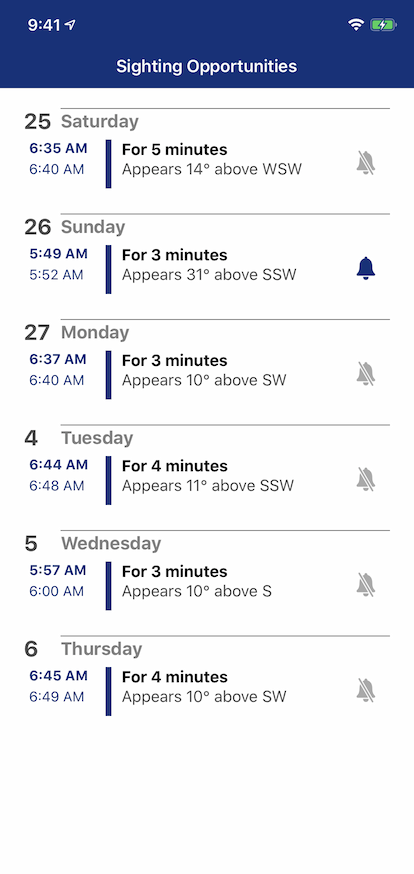 9:41
Sighting Opportunities
25 Saturday
6:35 AM For 5 minutes
6:40 AM Appears 14° above WSW
26 Sunday
5:49 AM For 3 minutes
5:52 AM Appears 31° above SSW
27 Monday
6:37 AM For 3 minutes
6:40 AM Appears 10° above SW
4 Tuesday
6:44 AM For 4 minutes
6:48 AM Appears 11° above SSW
5 Wednesday
5:57 AM For 3 minutes
6:00 AM Appears 10° above S
6 Thursday
6:45 AM For 4 minutes
6:49 AM Appears 10° above SW